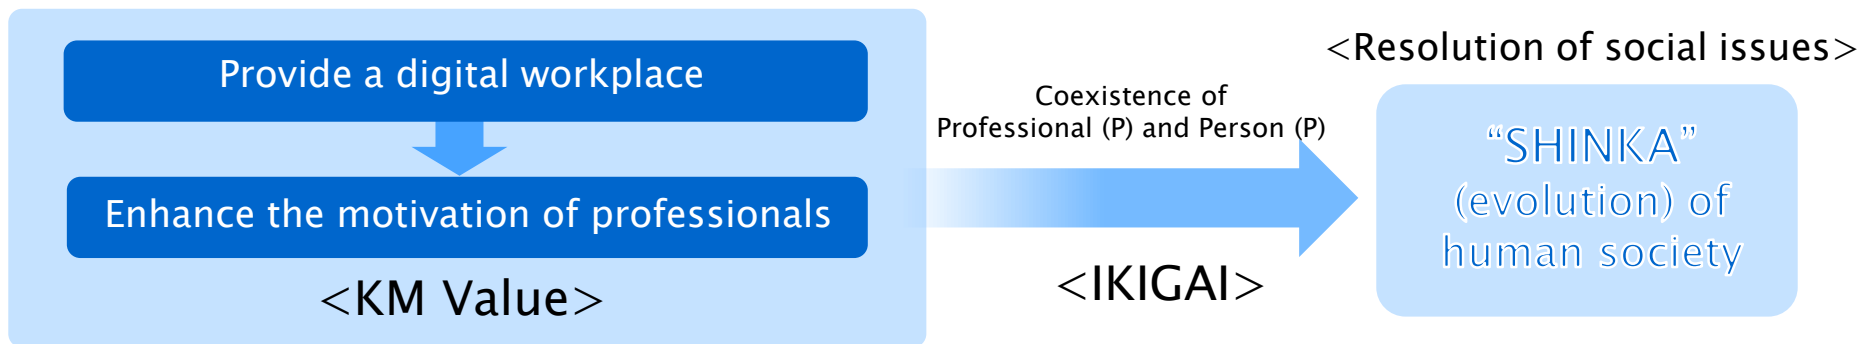 Provide a digital workplace
Enhance the motivation of professionals
<KM Value>
Coexistence of
Professional (P) and Person (P)
<IKIGAI>
<Resolution of social issues>
“SHINKA”
(evolution) of
human society